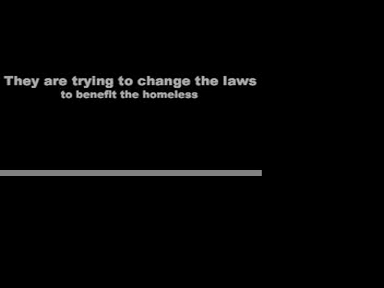 They are trying to change the laws
to benefit the homeless